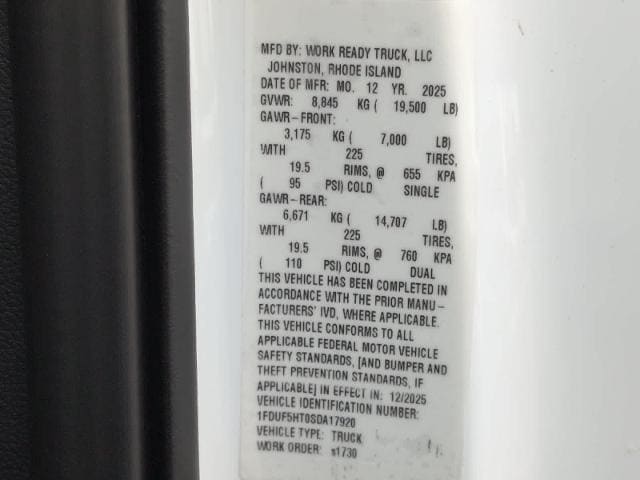 MFD BY: WORK READY TRUCK, LLC
JOHNSTON, RHODE ISLAND
DATE OF MFR: MO. 12 YR. 2025
GVWR: 8,845 KG ( 19,500 LB)
GAWR-FRONT:
3,175 KG ( 7,000 LB)
WITH 225 TIRES,
19.5 RIMS, @ 655 KPA
( 95 PSI) COLD SINGLE
GAWR-REAR:
6,671 KG ( 14,707 LB)
WITH 225 TIRES,
19.5 RIMS, @ 760 KPA
( 110 PSI) COLD DUAL
THIS VEHICLE HAS BEEN COMPLETED IN
ACCORDANCE WITH THE PRIOR MANU-
FACTURERS' IVD, WHERE APPLICABLE.
THIS VEHICLE CONFORMS TO ALL
APPLICABLE FEDERAL MOTOR VEHICLE
SAFETY STANDARDS, [AND BUMPER AND
THEFT PREVENTION STANDARDS, IF
APPLICABLE] IN EFFECT IN: 12/2025
VEHICLE IDENTIFICATION NUMBER:
1FDUF5HT0SDA17920
VEHICLE TYPE: TRUCK
WORK ORDER: s1730